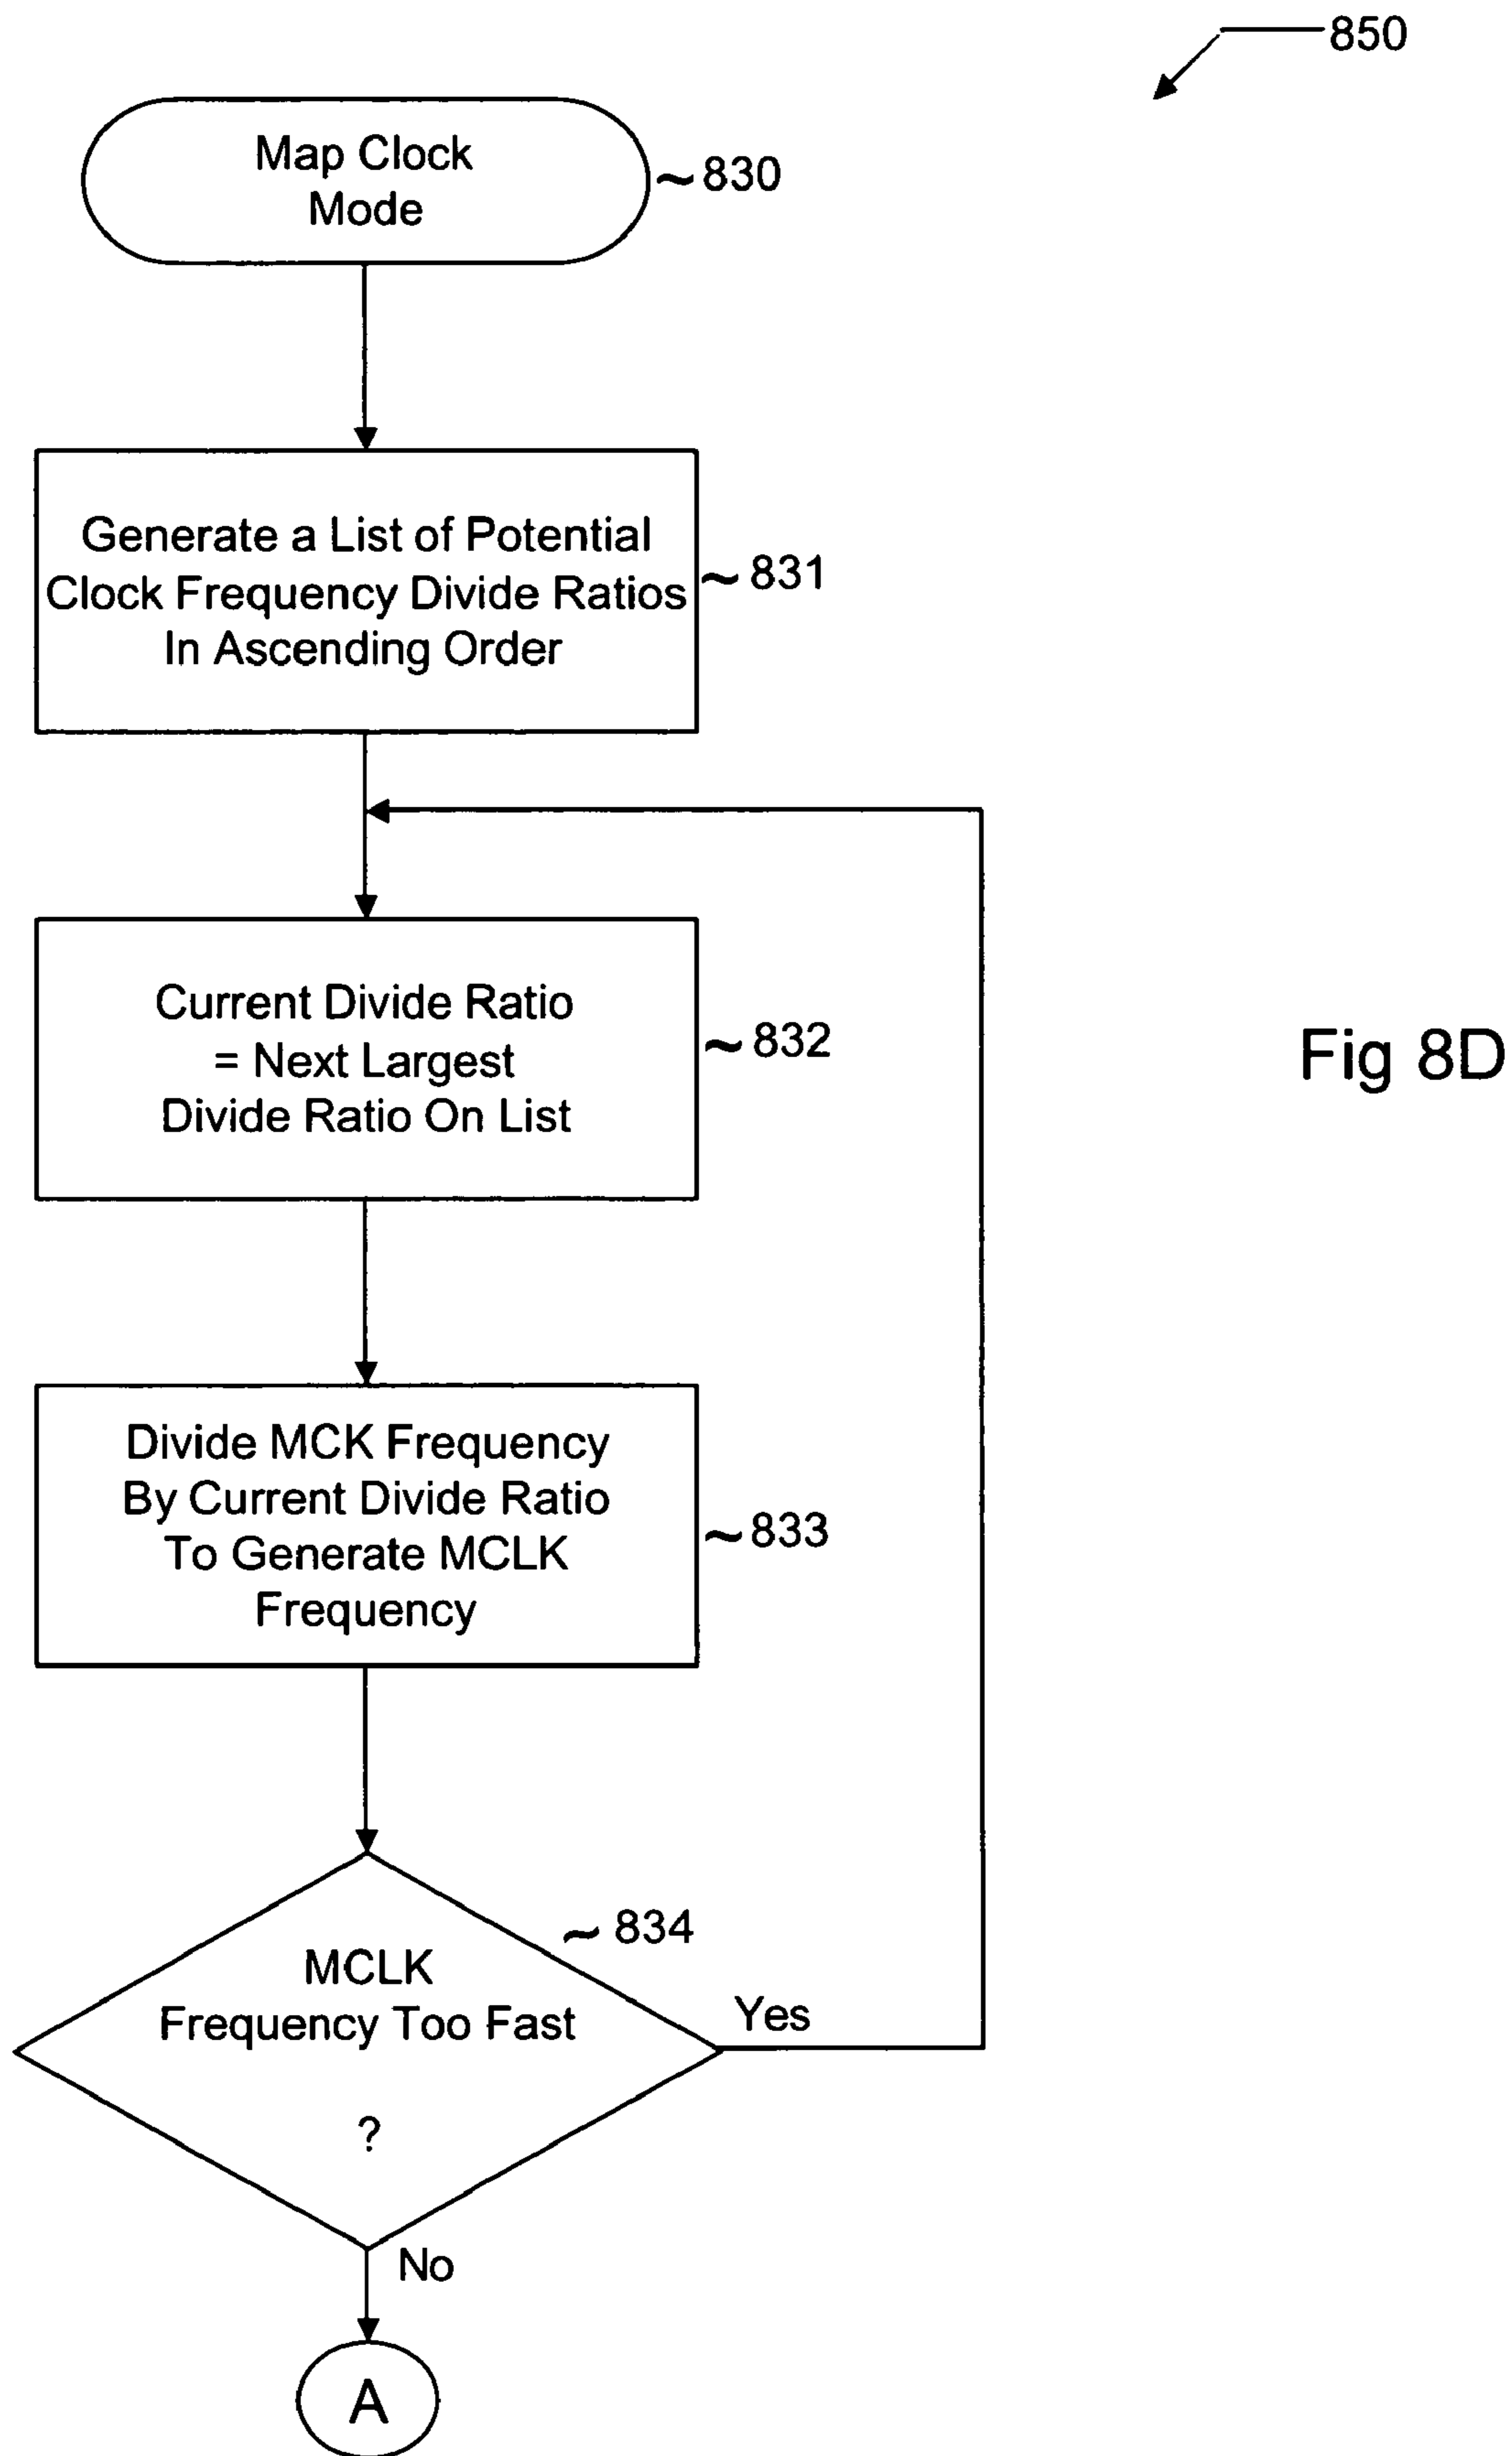 850
Map Clock
Mode
~830
Generate a List of Potential
Clock Frequency Divide Ratios
In Ascending Order
~831
Current Divide Ratio
= Next Largest
Divide Ratio On List
~832
Fig 8D
Divide MCK Frequency
By Current Divide Ratio
To Generate MCLK
Frequency
~833
~834
MCLK
Frequency Too Fast
?
Yes
No
A